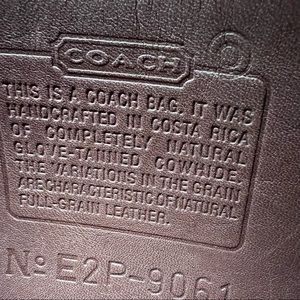 COACH
THIS IS A COACH BAG. IT WAS
HANDCRAFTED IN COSTA RICA
OF COMPLETELY NATURAL
GLOVE-TANNED COWHIDE.
THE VARIATIONS IN THE GRAIN
ARE CHARACTERISTIC OF NATURAL
FULL-GRAIN LEATHER.
Nº E2P-9061